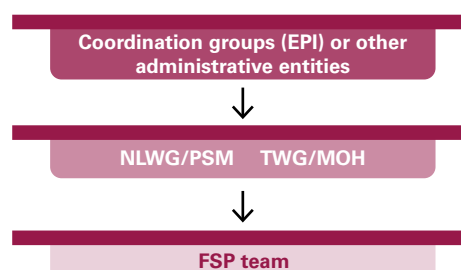 Coordination groups (EPI) or other
administrative entities
NLWG/PSM TWG/MOH
FSP team